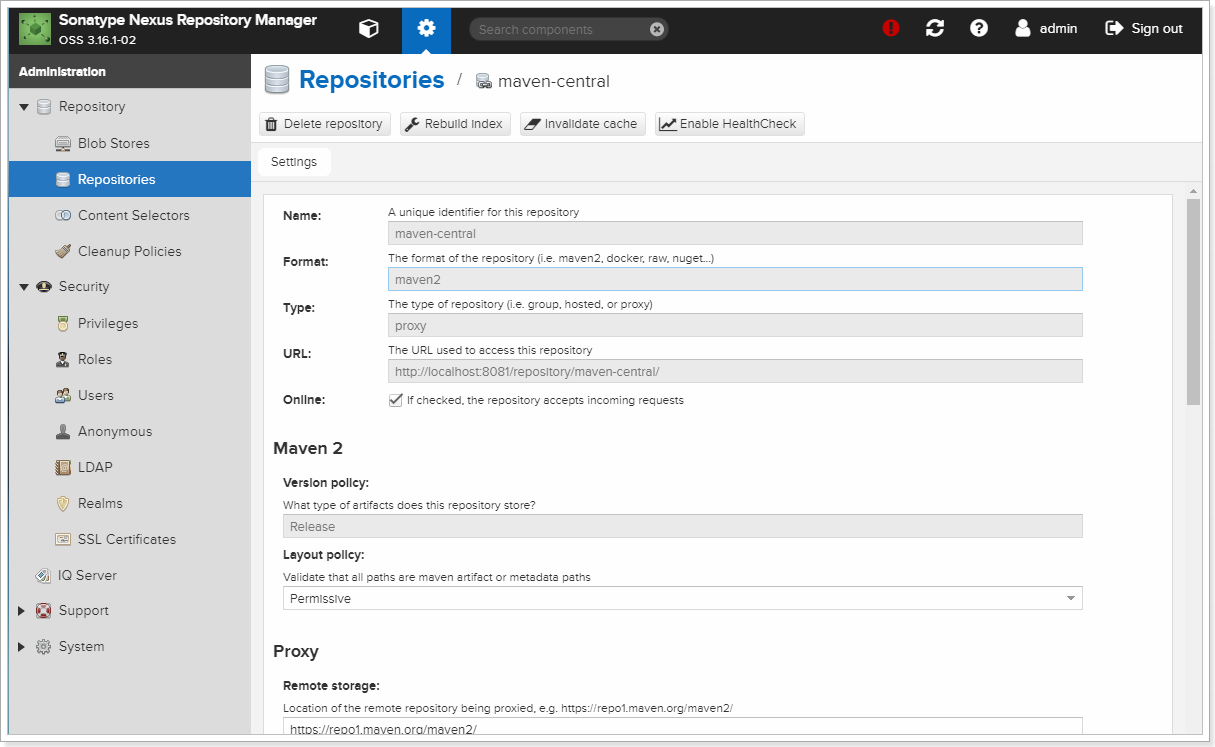 Sonatype Nexus Repository Manager
OSS 3.16.1-02
Search components
admin
Sign out
Administration
Repository
Blob Stores
Repositories
Content Selectors
Cleanup Policies
Security
Privileges
Roles
Users
Anonymous
LDAP
Realms
SSL Certificates
IQ Server
Support
System
Repositories / maven-central
Delete repository
Rebuild index
Invalidate cache
Enable HealthCheck
Settings
Name:
A unique identifier for this repository
maven-central
Format:
The format of the repository (i.e. maven2, docker, raw, nuget...)
maven2
Type:
The type of repository (i.e. group, hosted, or proxy)
proxy
URL:
The URL used to access this repository
http://localhost:8081/repository/maven-central/
Online:
If checked, the repository accepts incoming requests
Maven 2
Version policy:
What type of artifacts does this repository store?
Release
Layout policy:
Validate that all paths are maven artifact or metadata paths
Permissive
Proxy
Remote storage:
Location of the remote repository being proxied, e.g. https://repo1.maven.org/maven2/
https://repo1.maven.org/maven2/